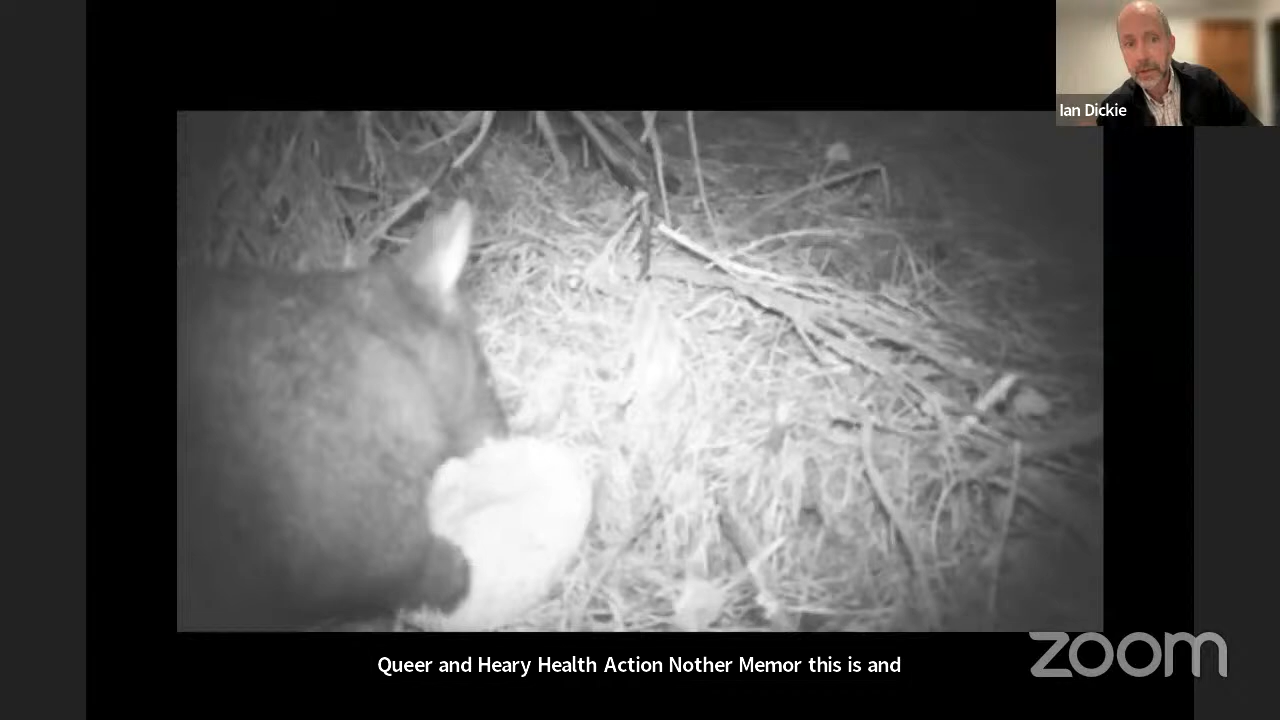 Ian Dickie
Queer and Heary Health Action Nother Memor this is and
zoom